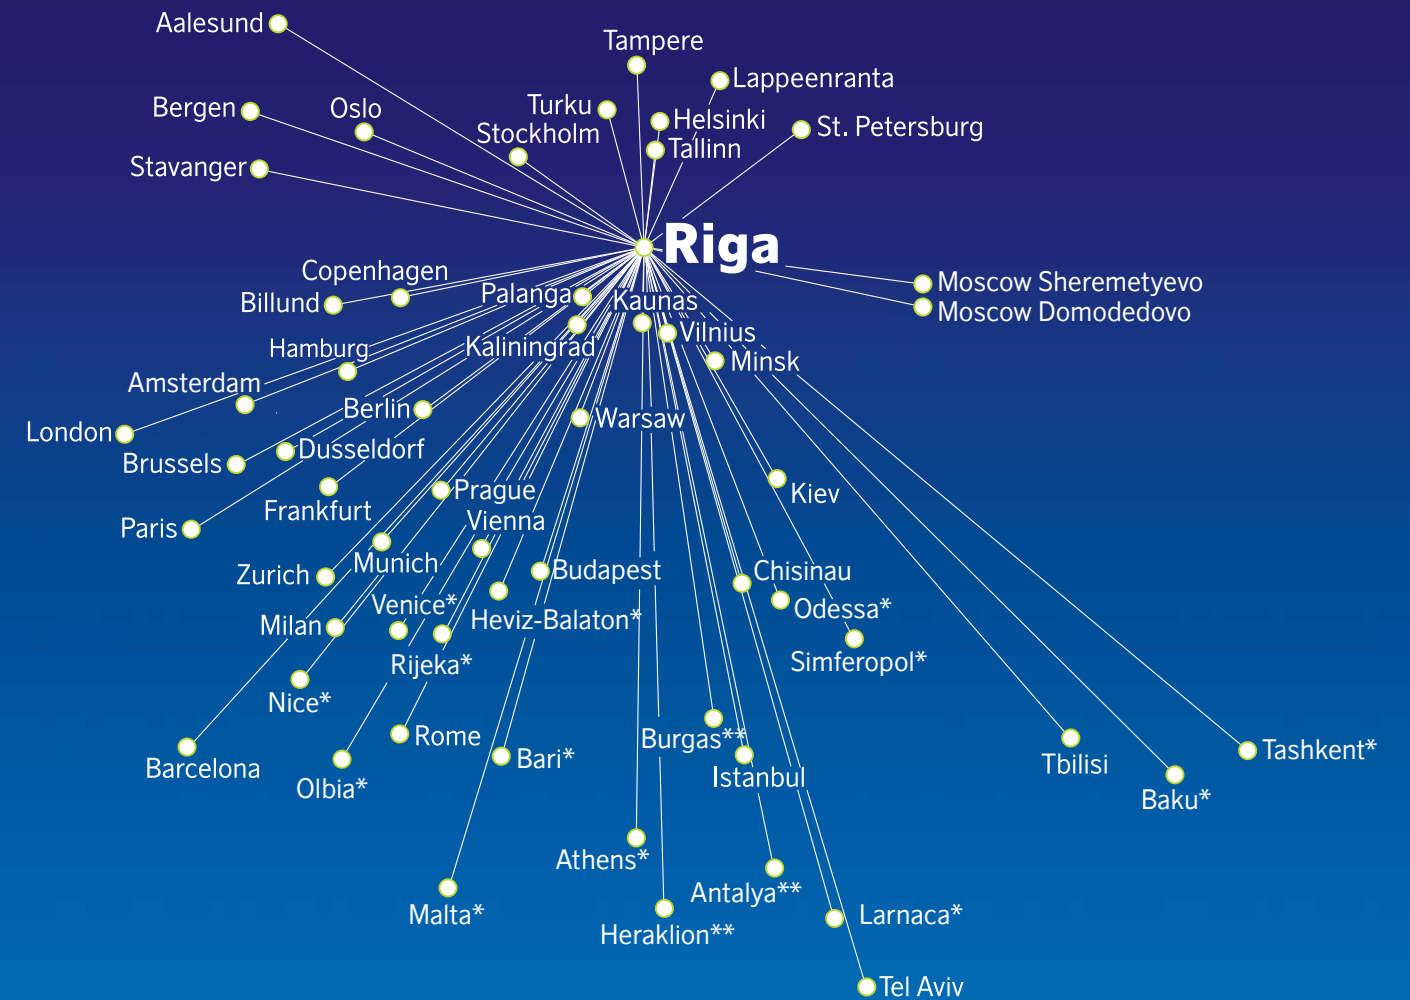 Aalesund
Tampere
Lappeenranta
Bergen
Oslo
Turku
Helsinki
St. Petersburg
Stockholm
Tallinn
Stavanger
Riga
Copenhagen
Moscow Sheremetyevo
Billund
Palanga
Kaunas
Moscow Domodedovo
Vilnius
Hamburg
Kaliningrad
Minsk
Amsterdam
Berlin
Warsaw
London
Brussels
Dusseldorf
Prague
Kiev
Frankfurt
Vienna
Paris
Munich
Zurich
Budapest
Chisinau
Venice*
Odessa*
Milan
Heviz-Balaton*
Rijeka*
Simferopol*
Nice*
Rome
Burgas**
Tashkent*
Barcelona
Bari*
Tbilisi
Istanbul
Olbia*
Baku*
Athens*
Antalya**
Malta*
Larnaca*
Heraklion**
Tel Aviv